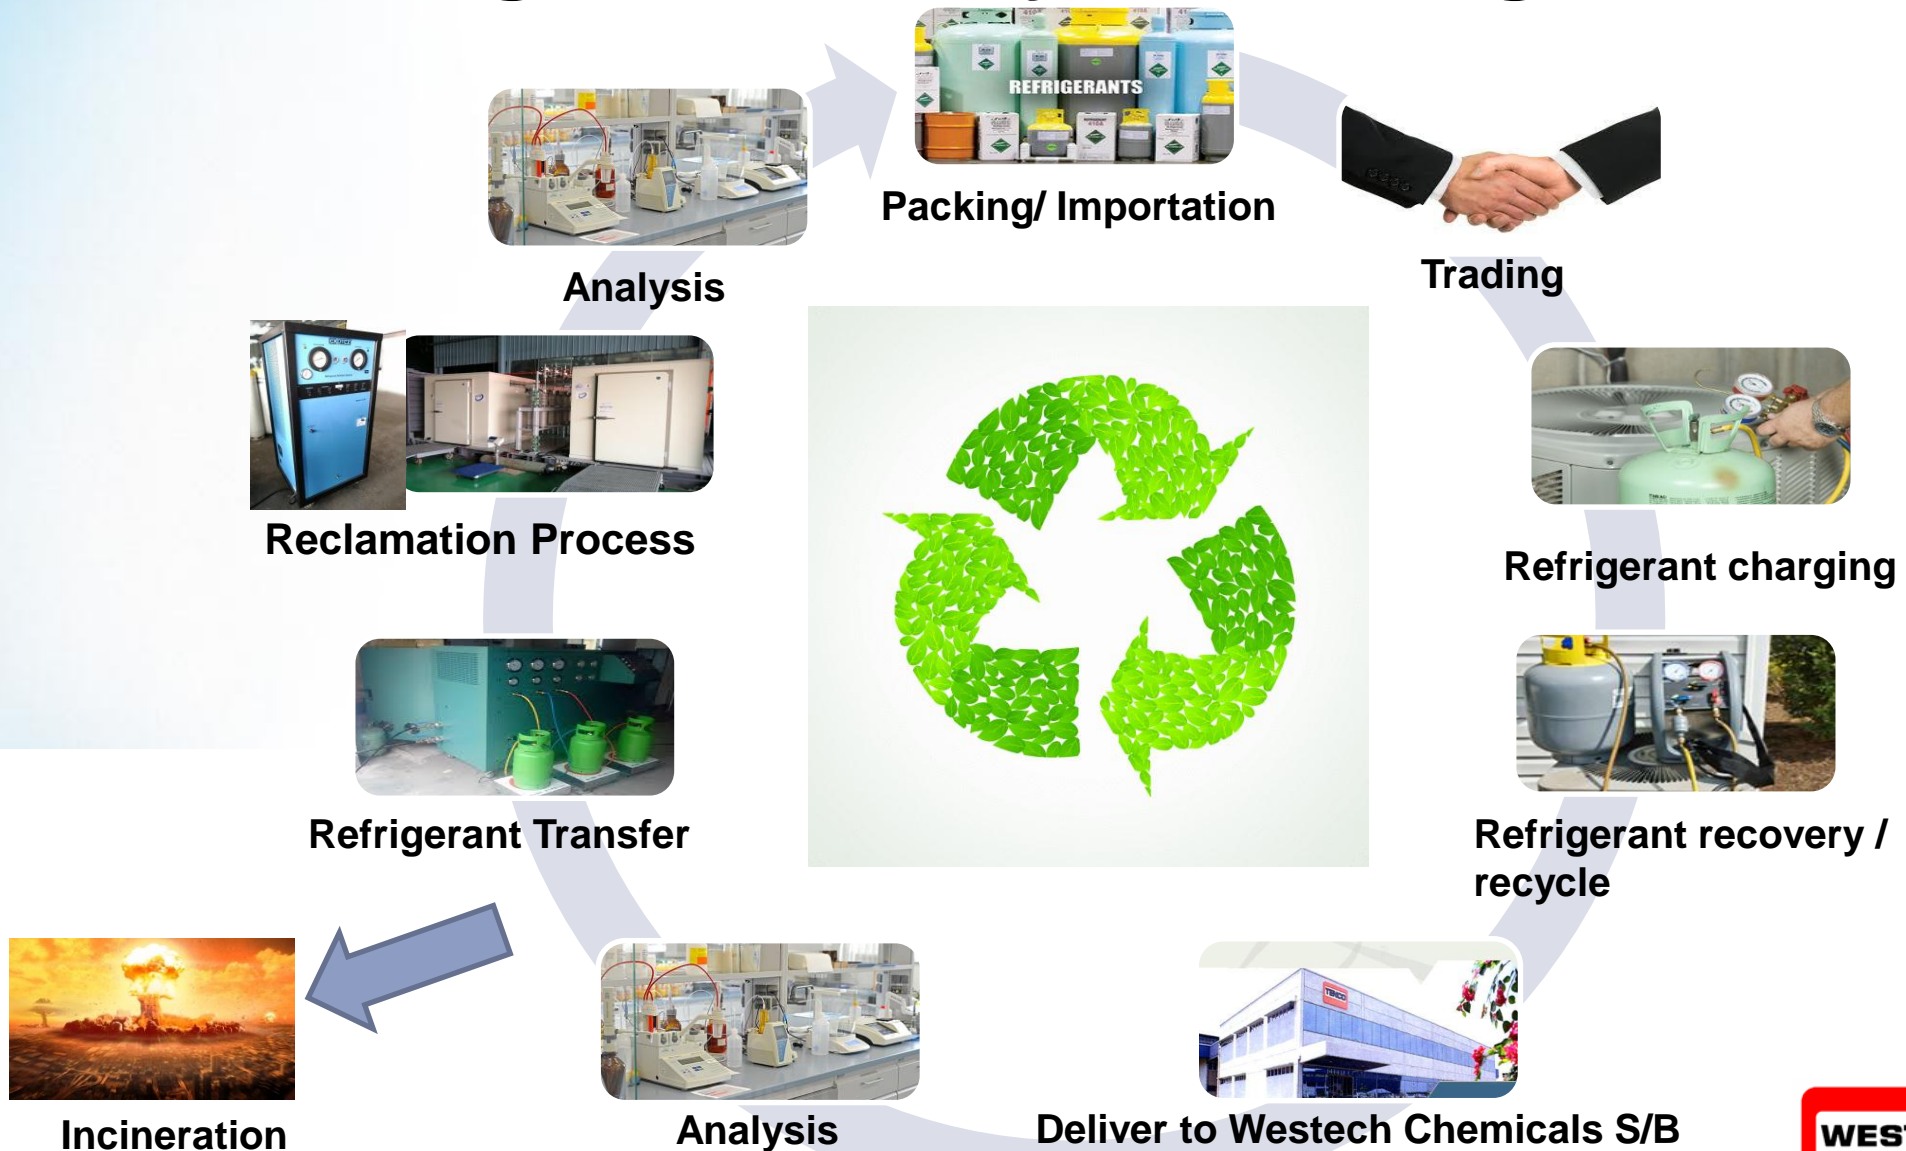 REFRIGERANTS
Packing/ Importation
Trading
Analysis
Refrigerant charging
Reclamation Process
Refrigerant recovery /
recycle
Refrigerant Transfer
Deliver to Westech Chemicals S/B
Analysis
Incineration